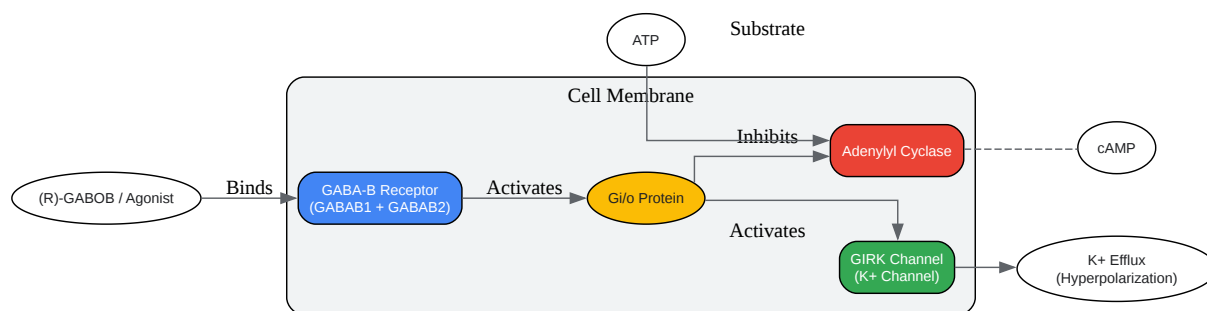 Substrate
ATP
Cell Membrane
Inhibits
Adenylyl Cyclase
cAMP
(R)-GABOB / Agonist
Binds
GABA-B Receptor
(GABAB1 + GABAB2)
Activates
Gi/o Protein
Activates
GIRK Channel
(K+ Channel)
K+ Efflux
(Hyperpolarization)